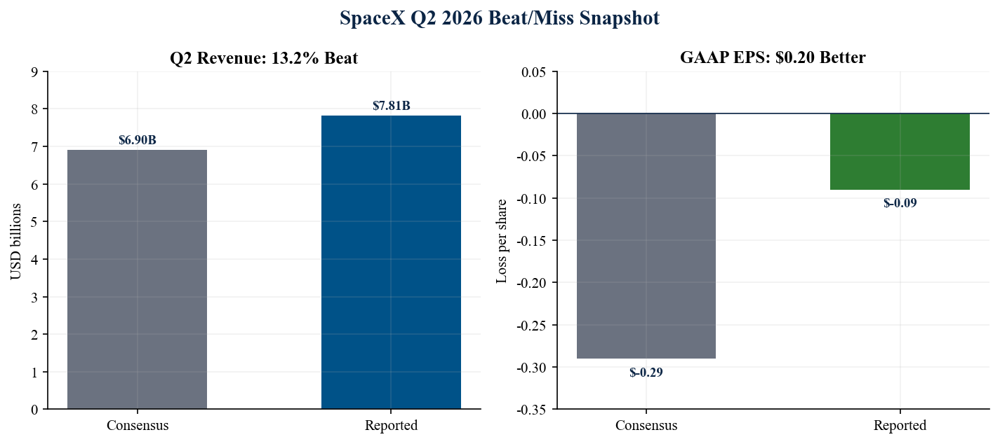 SpaceX Q2 2026 Beat/Miss Snapshot
Q2 Revenue: 13.2% Beat
USD billions
9
8
7
6
5
4
3
2
1
0
$6.90B
$7.81B
Consensus
Reported
GAAP EPS: $0.20 Better
Loss per share
0.05
0.00
-0.05
-0.10
-0.15
-0.20
-0.25
-0.30
-0.35
$-0.29
$-0.09
Consensus
Reported